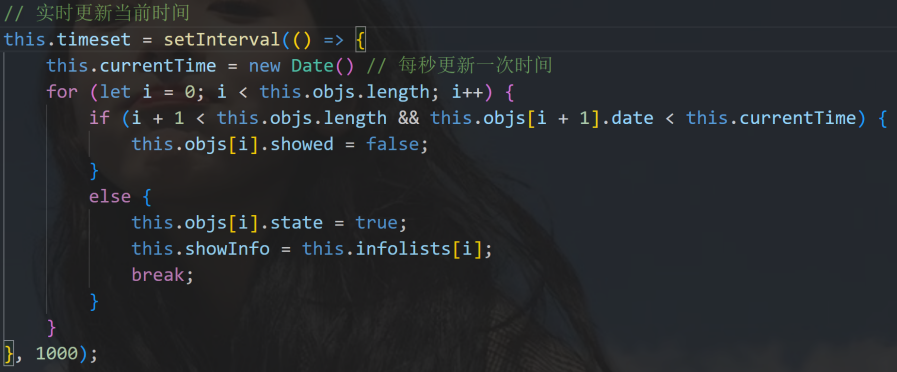 // 实时更新当前时间
this.timeset = setInterval(() => {
    this.currentTime = new Date() // 每秒更新一次时间
    for (let i = 0; i < this.objs.length; i++) {
        if (i + 1 < this.objs.length && this.objs[i + 1].date < this.currentTime) {
            this.objs[i].showed = false;
        }
        else {
            this.objs[i].state = true;
            this.showInfo = this.infolists[i];
            break;
        }
    }
}, 1000);